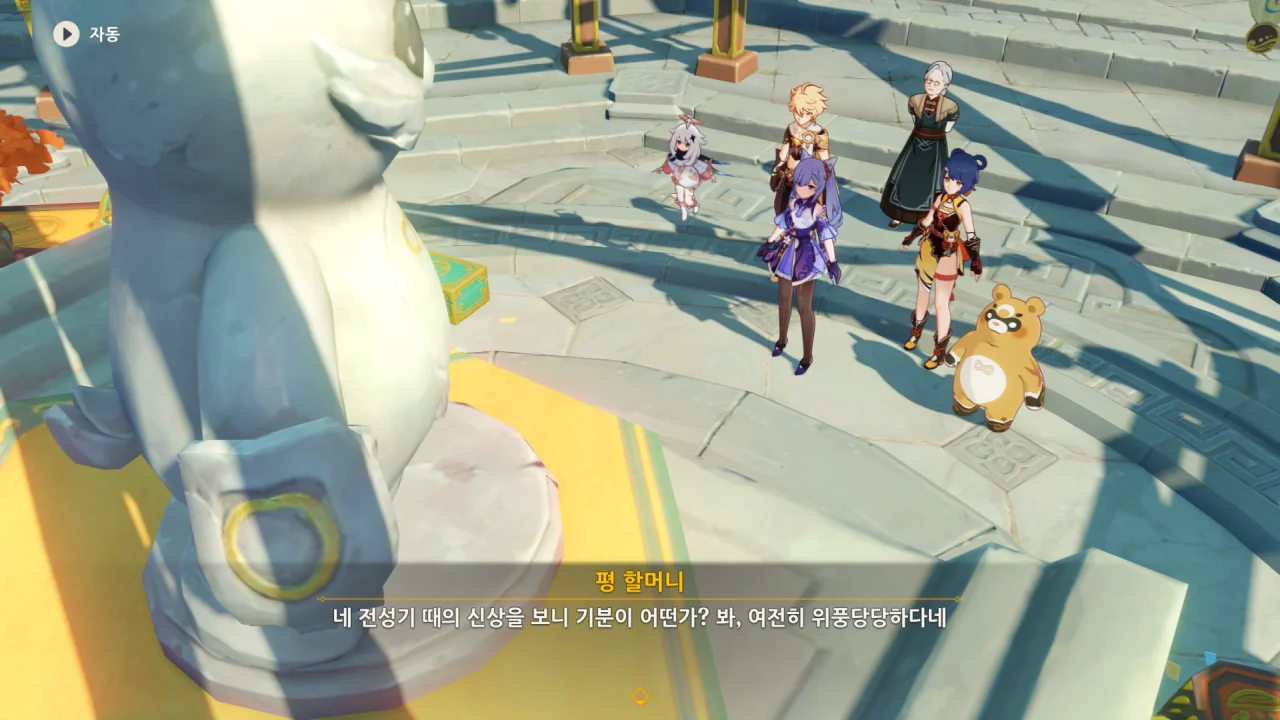 자동
평 할머니
네 전성기 때의 신상을 보니 기분이 어떤가? 봐, 여전히 위풍당당하다네